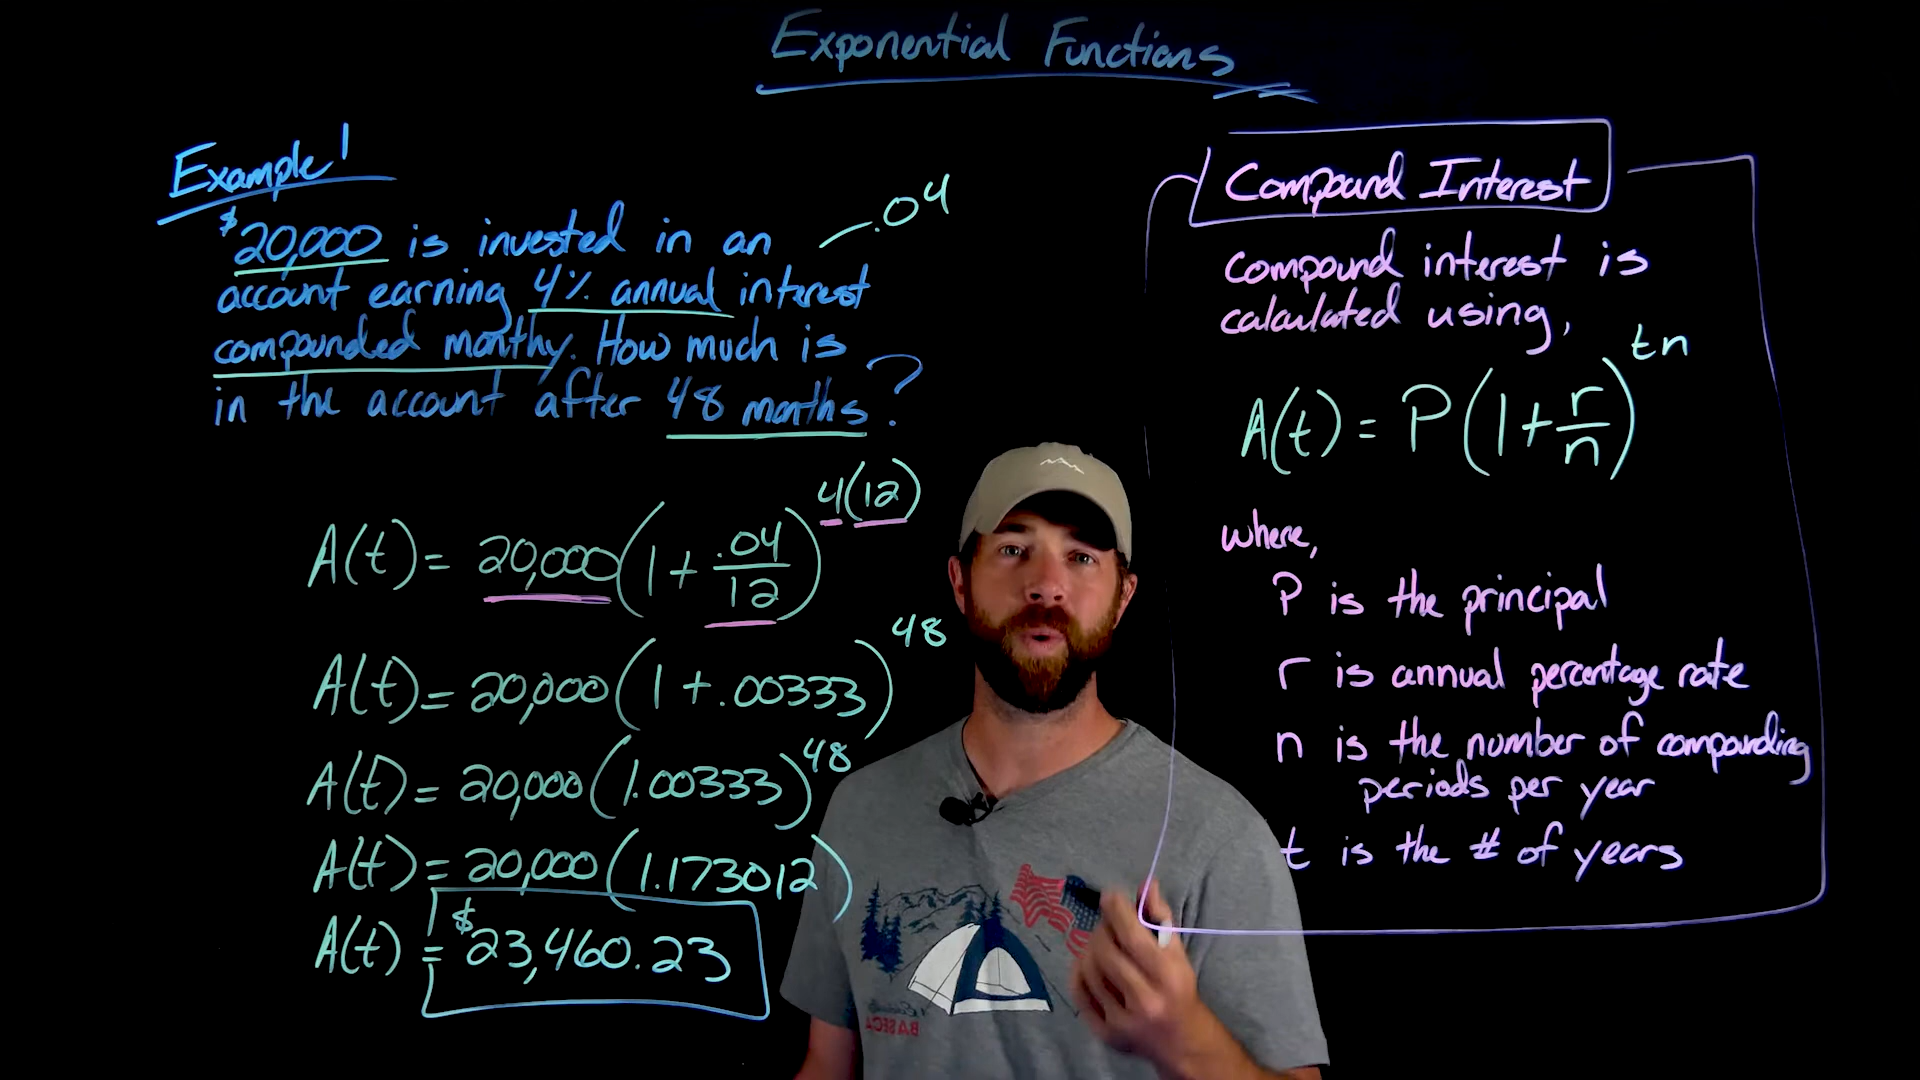 Exponential Functions
Example 1
$20,000 is invested in an
account earning 4% annual interest
compounded monthy. How much is
in the account after 48 months?
.04
A(t) = 20,000(1 + .04/12)^4(12)
A(t) = 20,000(1 + .00333)^48
A(t) = 20,000(1.00333)^48
A(t) = 20,000(1.173012)
A(t) = $23,460.23
Compound Interest
compound interest is
calculated using,
A(t) = P(1 + r/n)^tn
where,
P is the principal
r is annual percentage rate
n is the number of compounding
periods per year
t is the # of years